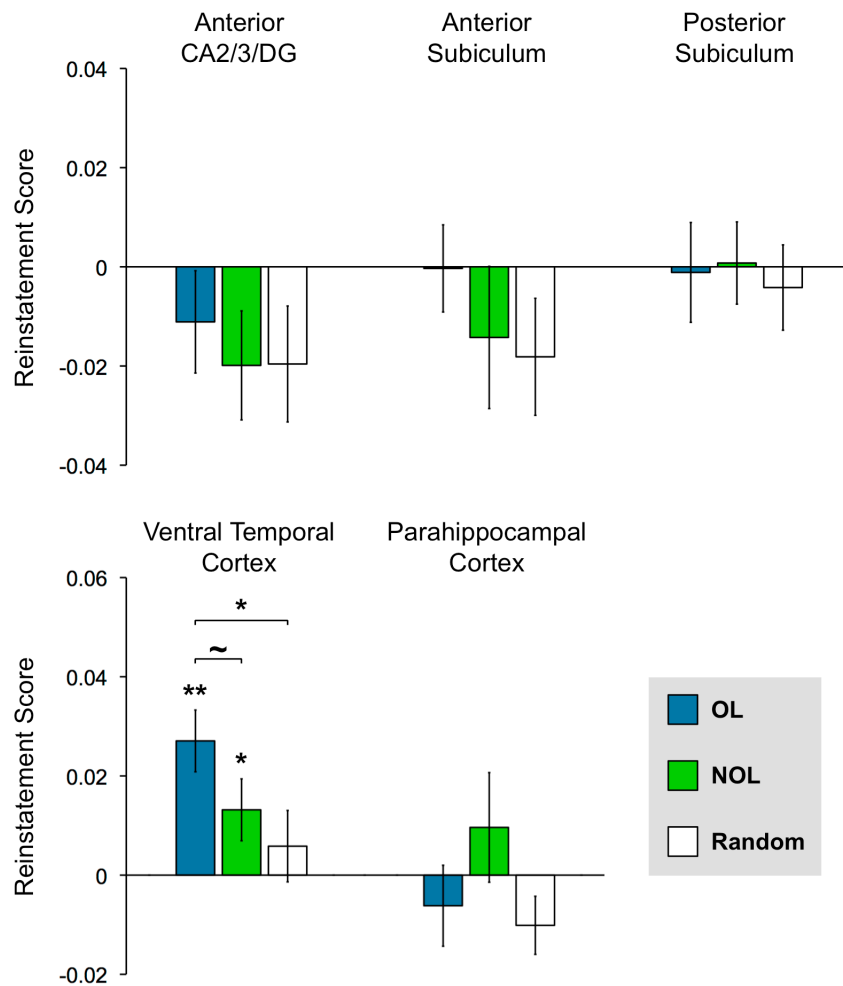 Anterior
CA2/3/DG
Anterior
Subiculum
Posterior
Subiculum
Reinstatement Score
0.04
0.02
0
-0.02
-0.04
Ventral Temporal
Cortex
Parahippocampal
Cortex
Reinstatement Score
0.06
0.04
0.02
0
-0.02
*
~
**
*
OL
NOL
Random